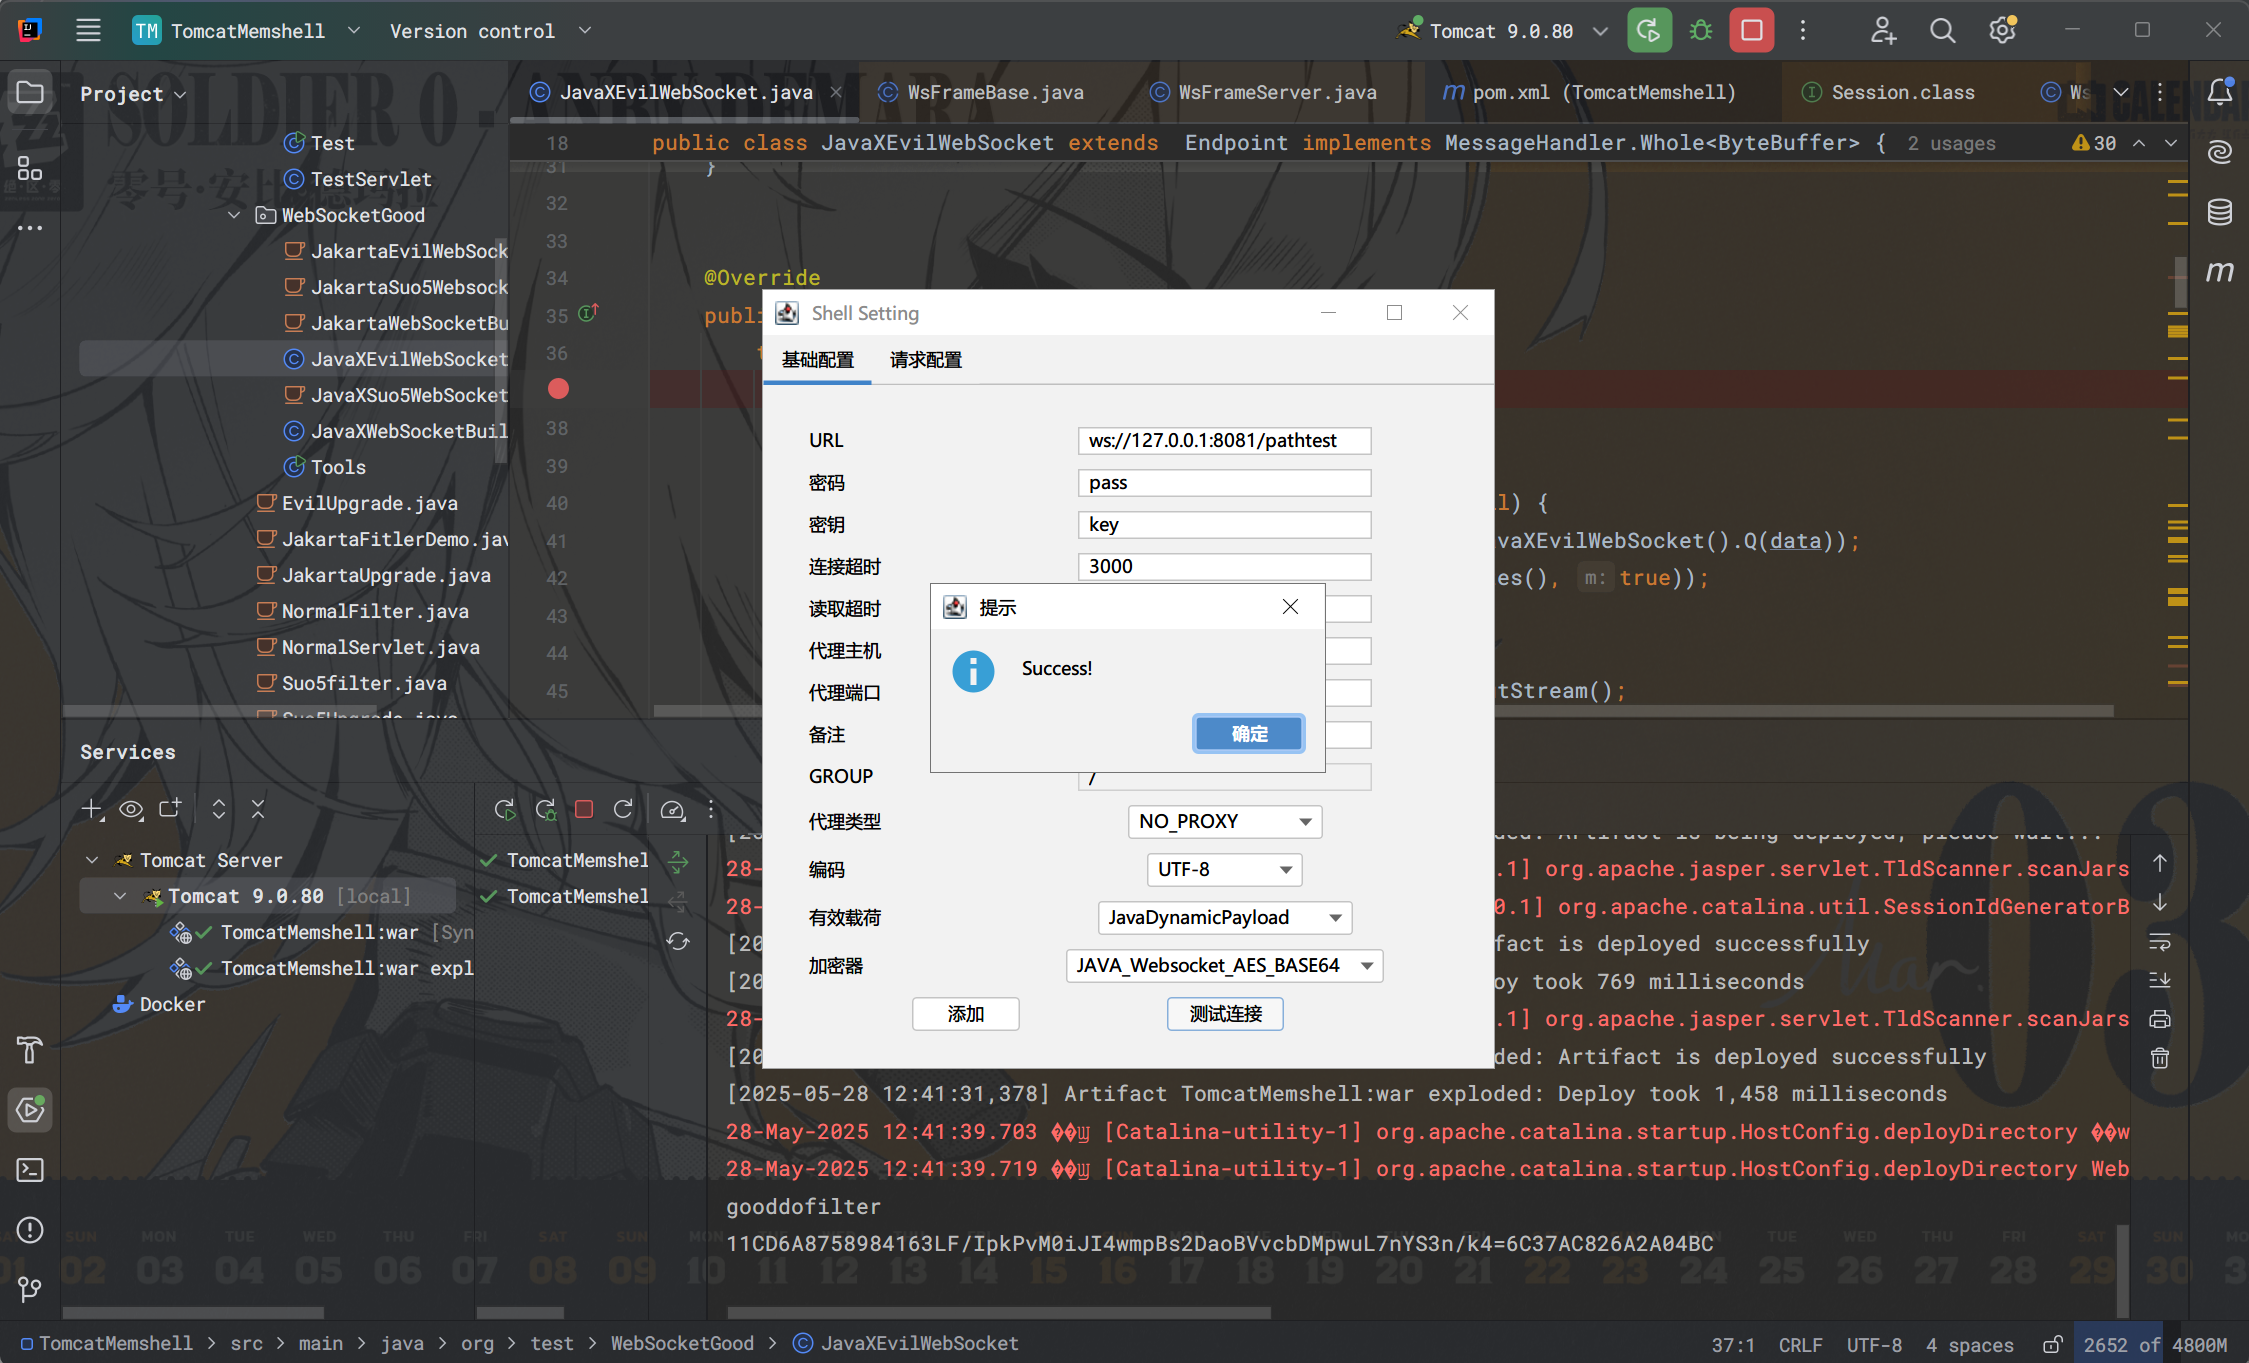 TM TomcatMemshell Version control Tomcat 9.0.80
Project
JavaXEvilWebSocket.java WsFrameBase.java WsFrameServer.java m pom.xml (TomcatMemshell) Session.class
SOLDIER 0 · ANBY DEMARA
Test
TestServlet
WebSocketGood
JakartaEvilWebSock
JakartaSuo5Websock
JakartaWebSocketBu
JavaXEvilWebSocket
JavaXSuo5WebSocket
JavaXWebSocketBuil
Tools
EvilUpgrade.java
JakartaFitlerDemo.jav
JakartaUpgrade.java
NormalFilter.java
NormalServlet.java
Suo5filter.java
18 public class JavaXEvilWebSocket extends Endpoint implements MessageHandler.Whole<ByteBuffer> { 2 usages 30
31 }
32
33
34 @Override
35 publi
36
38
39
40 l) {
41 vaXEvilWebSocket().Q(data));
42 es(), m: true));
43
44
45 tStream();
Shell Setting
基础配置 请求配置
URL ws://127.0.0.1:8081/pathtest
密码 pass
密钥 key
连接超时 3000
读取超时
代理主机
代理端口
备注
GROUP /
代理类型 NO_PROXY
编码 UTF-8
有效载荷 JavaDynamicPayload
加密器 JAVA_Websocket_AES_BASE64
添加 测试连接
提示
Success!
确定
Services
Tomcat Server
Tomcat 9.0.80 [local]
TomcatMemshell:war [Syn
TomcatMemshell:war expl
Docker
TomcatMemshel
TomcatMemshel
ded: Artifact is being deployed, please wait...
28- .1] org.apache.jasper.servlet.TldScanner.scanJars
28- 0.1] org.apache.catalina.util.SessionIdGeneratorB
[20 fact is deployed successfully
[20 oy took 769 milliseconds
28- .1] org.apache.jasper.servlet.TldScanner.scanJars
[20 ded: Artifact is deployed successfully
[2025-05-28 12:41:31,378] Artifact TomcatMemshell:war exploded: Deploy took 1,458 milliseconds
28-May-2025 12:41:39.703 [Catalina-utility-1] org.apache.catalina.startup.HostConfig.deployDirectory
28-May-2025 12:41:39.719 [Catalina-utility-1] org.apache.catalina.startup.HostConfig.deployDirectory Web
gooddofilter
11CD6A8758984163LF/IpkPvM0iJI4wmpBs2DaoBVvcbDMpwuL7nYS3n/k4=6C37AC826A2A04BC
TomcatMemshell > src > main > java > org > test > WebSocketGood > JavaXEvilWebSocket
37:1 CRLF UTF-8 4 spaces 2652 of 4800M